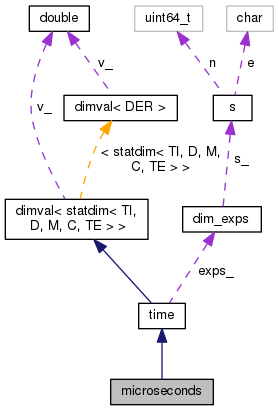 double
uint64_t
char
v_
n
e
v_
dimval< DER >
s
< statdim< TI, D, M,
C, TE > >
s_
dimval< statdim< TI,
D, M, C, TE > >
dim_exps
exps_
time
microseconds